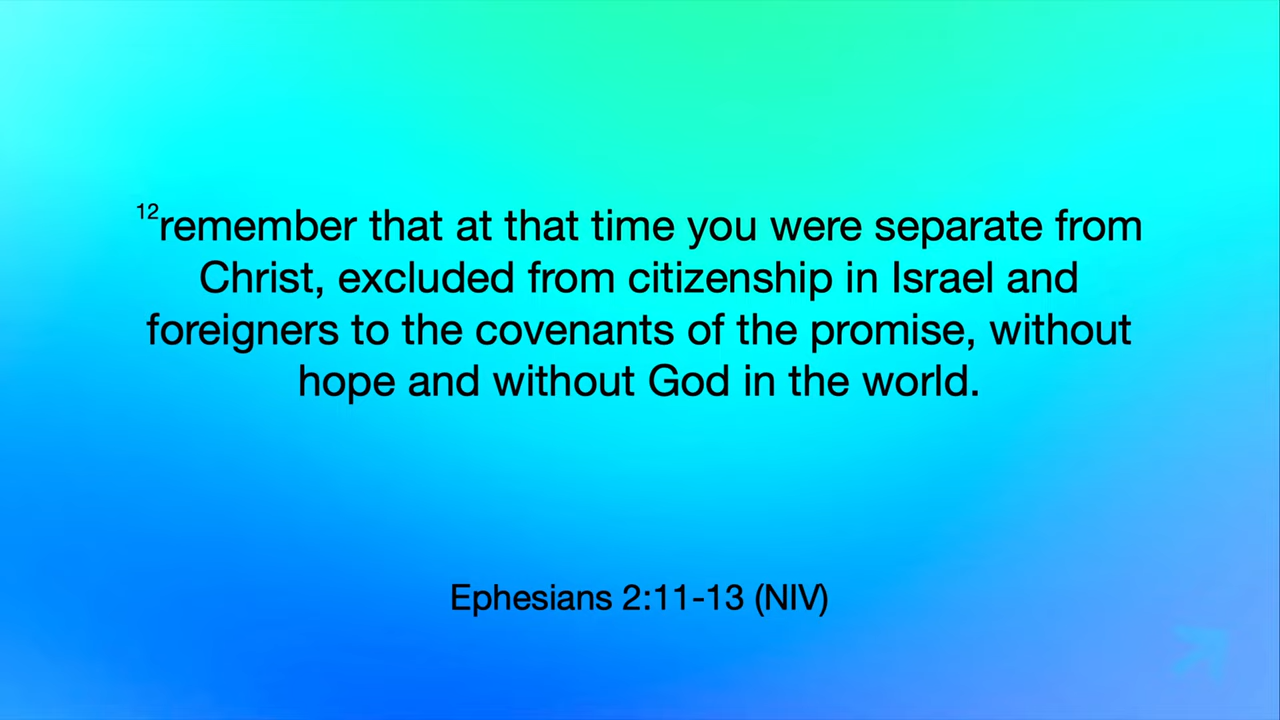 12remember that at that time you were separate from
Christ, excluded from citizenship in Israel and
foreigners to the covenants of the promise, without
hope and without God in the world.
Ephesians 2:11-13 (NIV)